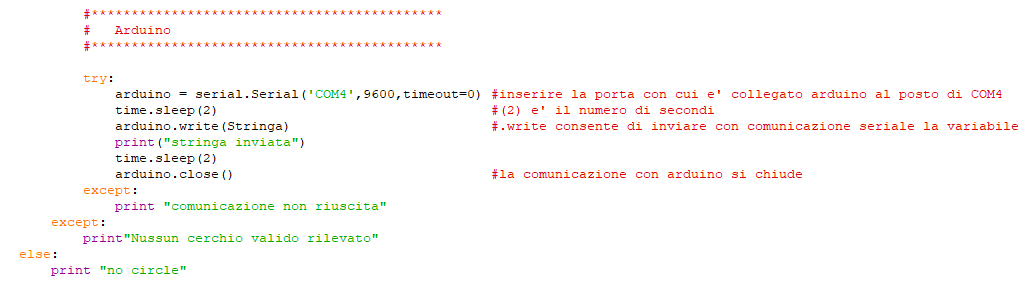 #********************************************
#   Arduino
#********************************************
try:
arduino = serial.Serial('COM4',9600,timeout=0) #inserire la porta con cui e' collegato arduino al posto di COM4
time.sleep(2) #(2) e' il numero di secondi
arduino.write(Stringa) #.write consente di inviare con comunicazione seriale la variabile
print("stringa inviata")
time.sleep(2)
arduino.close() #la comunicazione con arduino si chiude
except:
print "comunicazione non riuscita"
except:
print"Nussun cerchio valido rilevato"
else:
print "no circle"